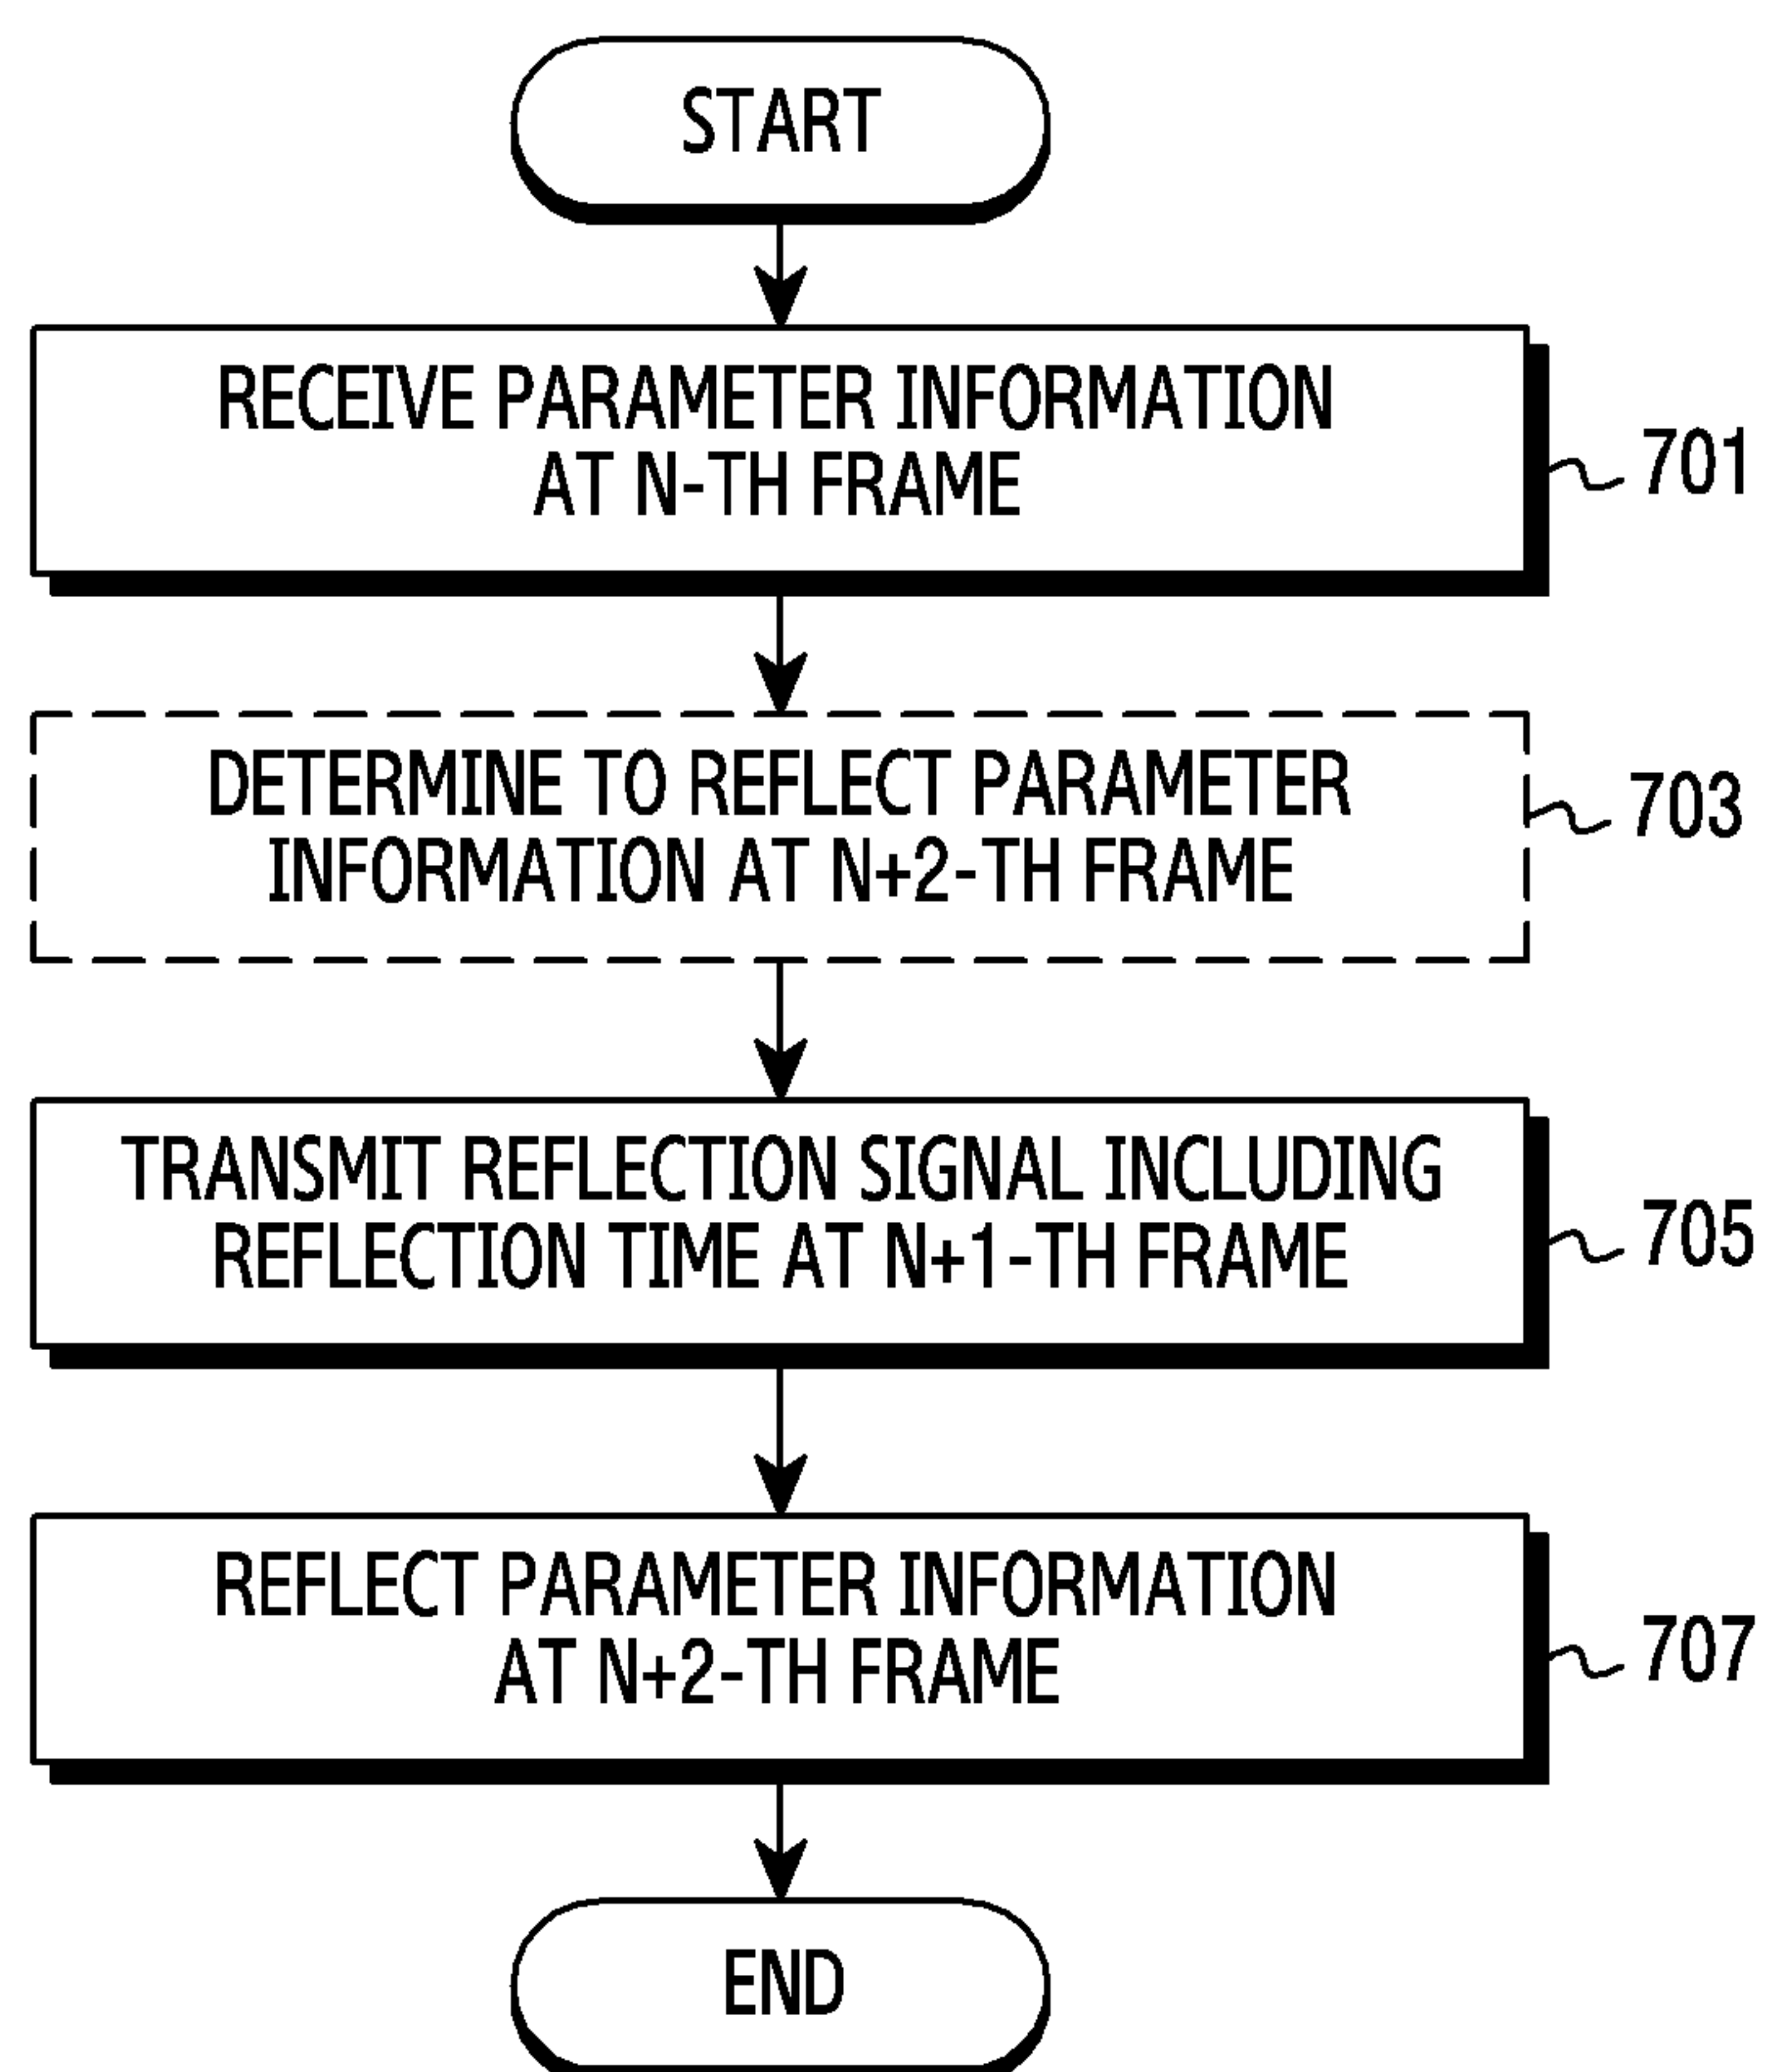 START
RECEIVE PARAMETER INFORMATION
AT N-TH FRAME
701
DETERMINE TO REFLECT PARAMETER
INFORMATION AT N+2-TH FRAME
703
TRANSMIT REFLECTION SIGNAL INCLUDING
REFLECTION TIME AT N+1-TH FRAME
705
REFLECT PARAMETER INFORMATION
AT N+2-TH FRAME
707
END